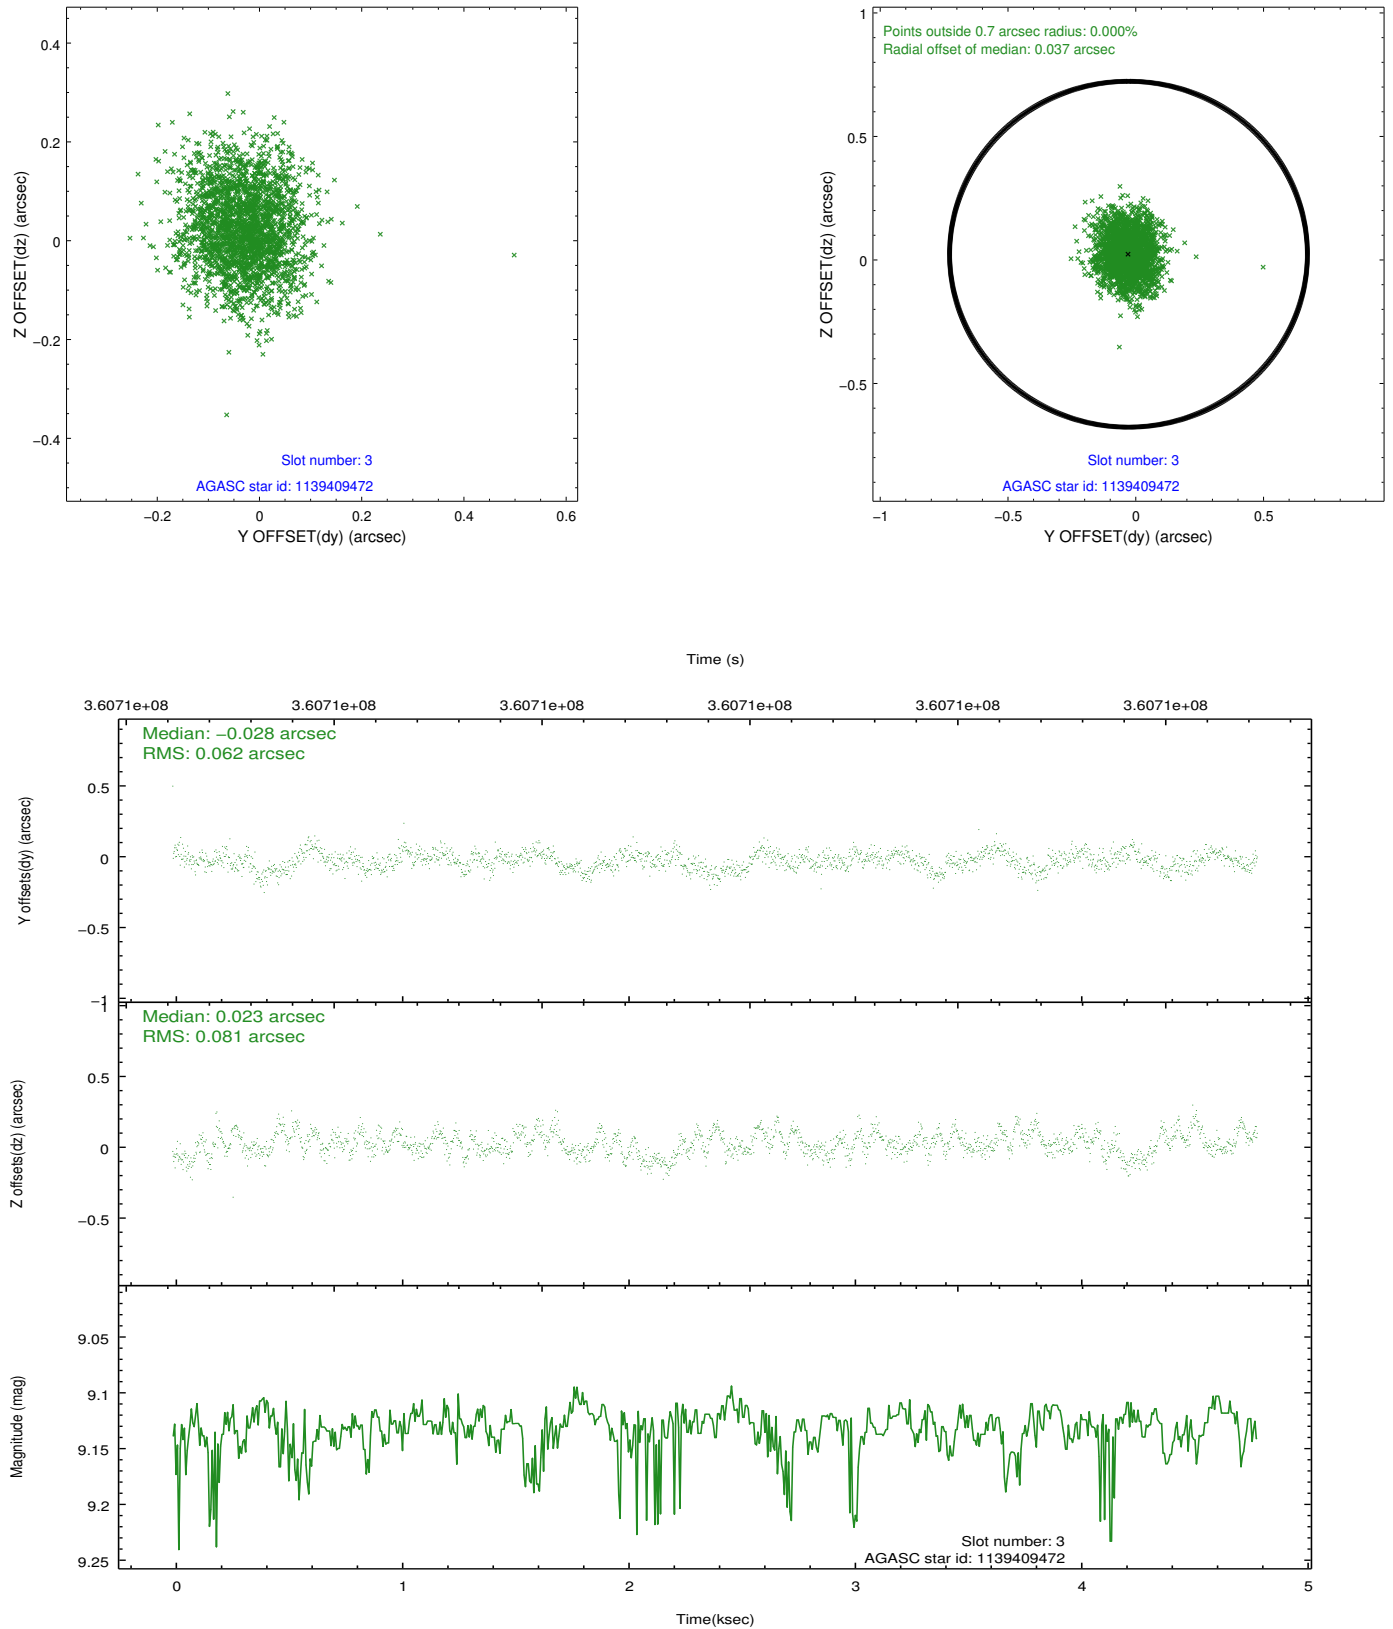 0.4
0.2
0
−0.2
−0.4
Z OFFSET(dz) (arcsec)
Slot number: 3
AGASC star id: 1139409472
−0.2 0 0.2 0.4 0.6
Y OFFSET(dy) (arcsec)
1
0.5
0
−0.5
Z OFFSET(dz) (arcsec)
Points outside 0.7 arcsec radius: 0.000%
Radial offset of median: 0.037 arcsec
Slot number: 3
AGASC star id: 1139409472
−1 −0.5 0 0.5
Y OFFSET(dy) (arcsec)
Time (s)
3.6071e+08 3.6071e+08 3.6071e+08 3.6071e+08 3.6071e+08 3.6071e+08
Median: −0.028 arcsec
RMS: 0.062 arcsec
0.5
0
−0.5
−1
Y offsets(dy) (arcsec)
Median: 0.023 arcsec
RMS: 0.081 arcsec
1
0.5
0
−0.5
Z offsets(dz) (arcsec)
9.05
9.1
9.15
9.2
9.25
Magnitude (mag)
Slot number: 3
AGASC star id: 1139409472
0 1 2 3 4 5
Time(ksec)